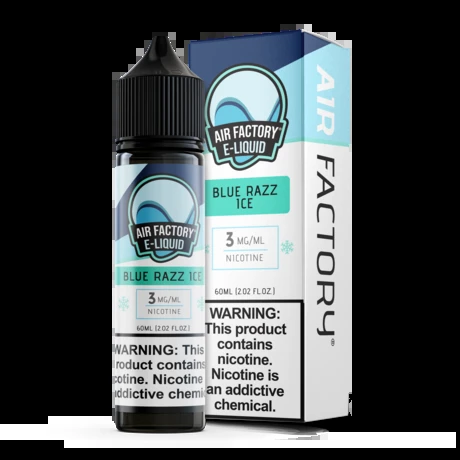 AIR FACTORY
E-LIQUID
BLUE RAZZ ICE
3 MG/ML
NICOTINE
60ML (2.02 FL.OZ.)
WARNING: This
product contains
cotine. Nicotine
addictive chemic
AIR FACTORY
E-LIQUID
BLUE RAZZ
ICE
3 MG/ML
NICOTINE
60ML (2.02 FL.OZ.)
WARNING: This
product contains
nicotine.
Nicotine is
an addictive
chemical.
AIR FACTORY®